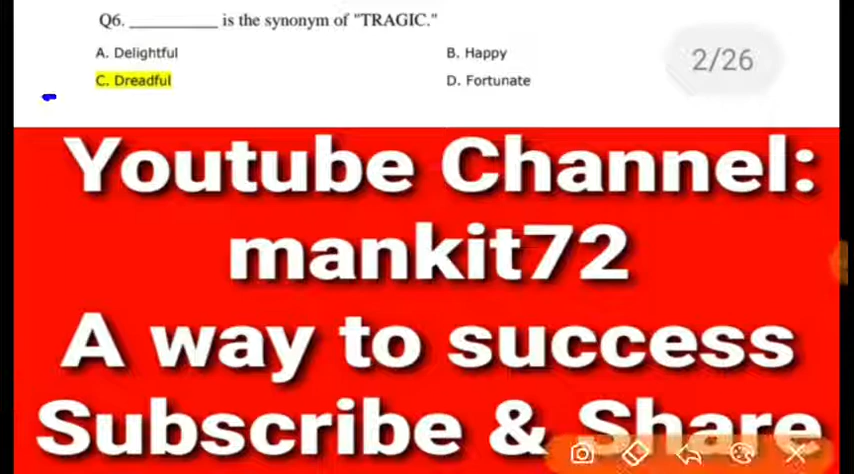 Q6. __________ is the synonym of "TRAGIC."
A. Delightful
B. Happy
C. Dreadful
D. Fortunate
2/26
Youtube Channel:
mankit72
A way to success
Subscribe & Share